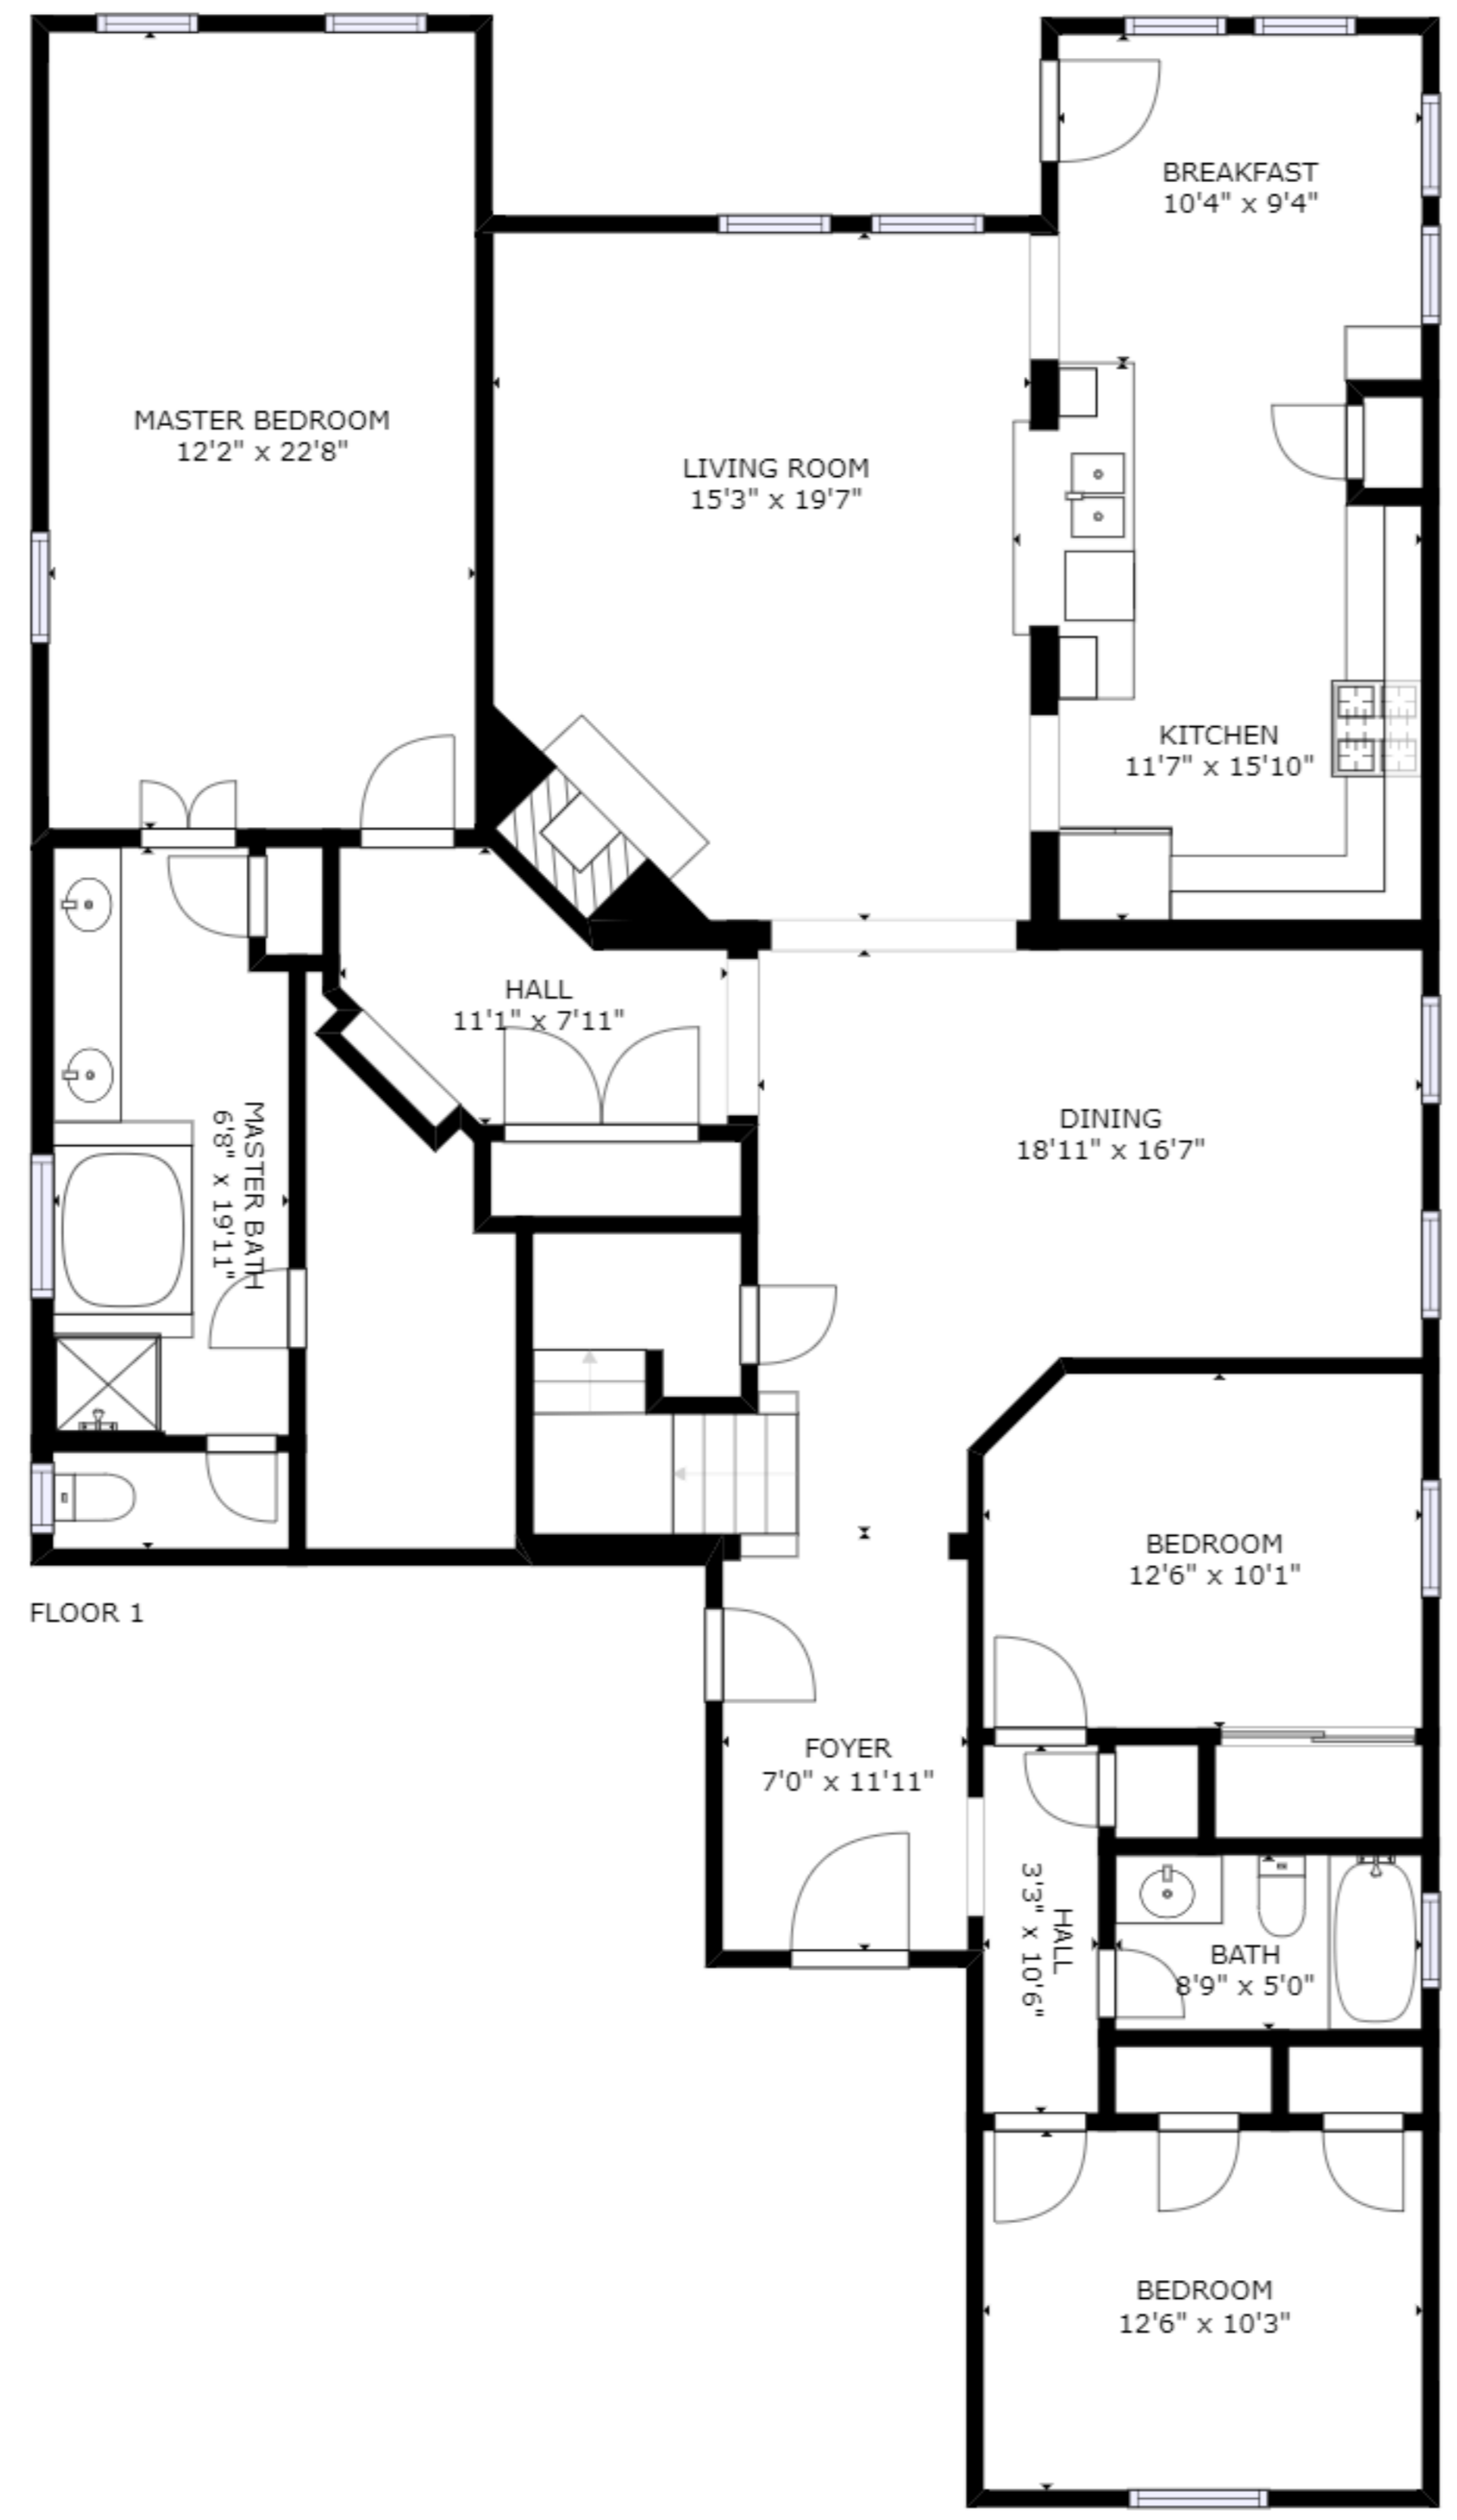 BREAKFAST
10'4" x 9'4"
MASTER BEDROOM
12'2" x 22'8"
LIVING ROOM
15'3" x 19'7"
KITCHEN
11'7" x 15'10"
HALL
11'1" x 7'11"
MASTER BATH
6'8" x 19'11"
DINING
18'11" x 16'7"
BEDROOM
12'6" x 10'1"
FLOOR 1
FOYER
7'0" x 11'11"
HALL
3'3" x 10'6"
BATH
8'9" x 5'0"
BEDROOM
12'6" x 10'3"